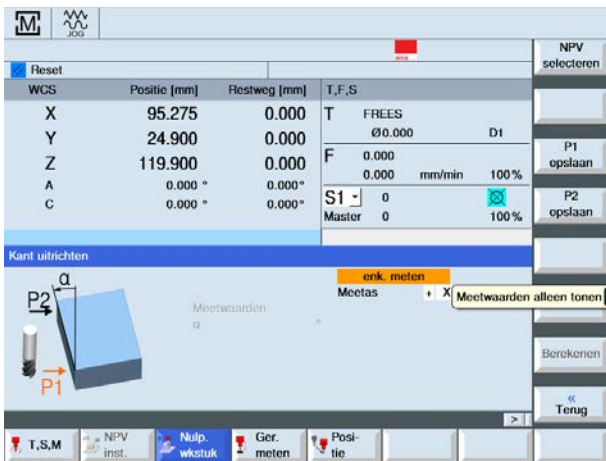 M
JOG
NPV selecteren
Reset
WCS Positie [mm] Restweg [mm] T,F,S
X 95.275 0.000 T FREES
Ø0.000 D1
Y 24.900 0.000
Z 119.900 0.000 F 0.000
0.000 mm/min 100%
A 0.000 ° 0.000°
C 0.000 ° 0.000° S1 0
Master 0 100%
P1 opslaan
P2 opslaan
Kant uitrichten
α
P2
P1
Meetwaarden
α °
enk. meten
Meetas + X
Meetwaarden alleen tonen
Berekenen
«
Terug
>
T,S,M
NPV inst.
Nulp. wkstuk
Ger. meten
Posi-
tie